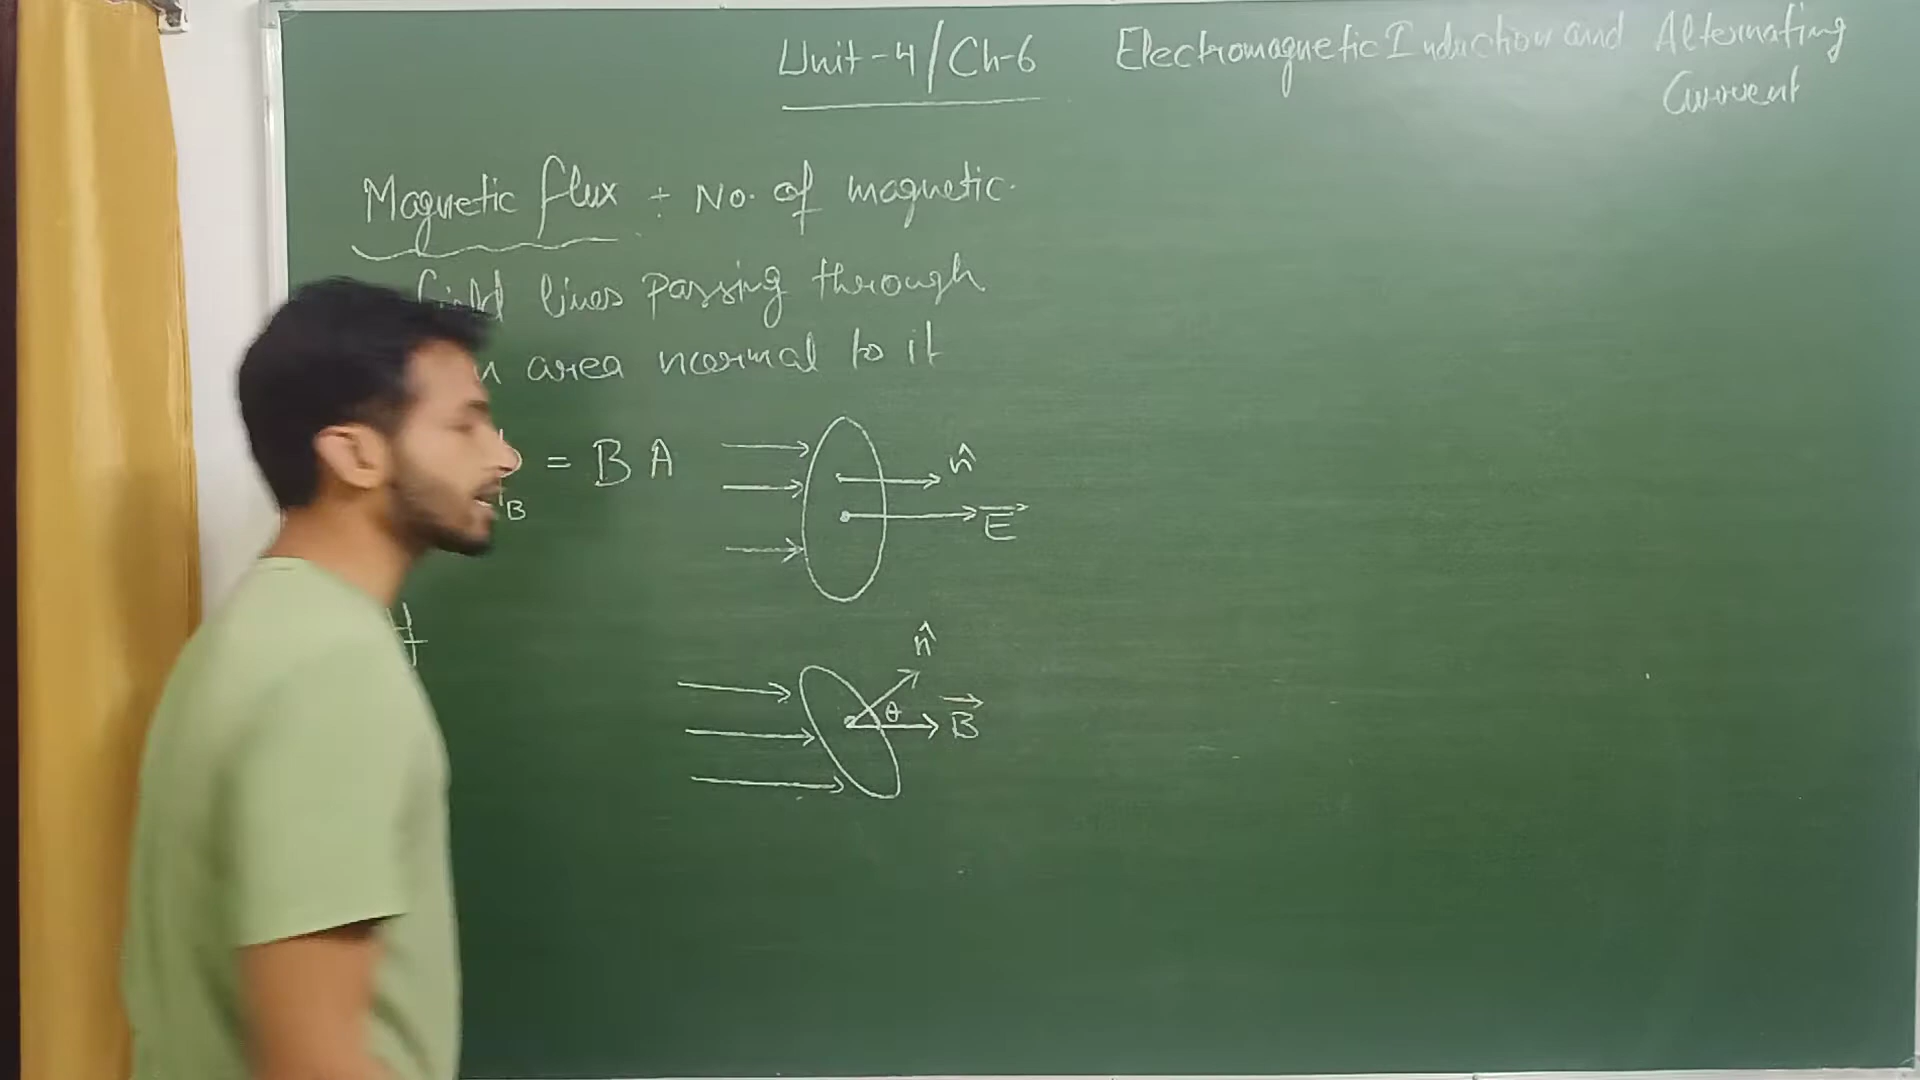 Unit-4/Ch-6 Electromagnetic Induction and Alternating
Current
Magnetic flux ÷ No. of magnetic
field lines passing through
area normal to it
B = B A
n̂
E⃗
n̂
θ
B⃗